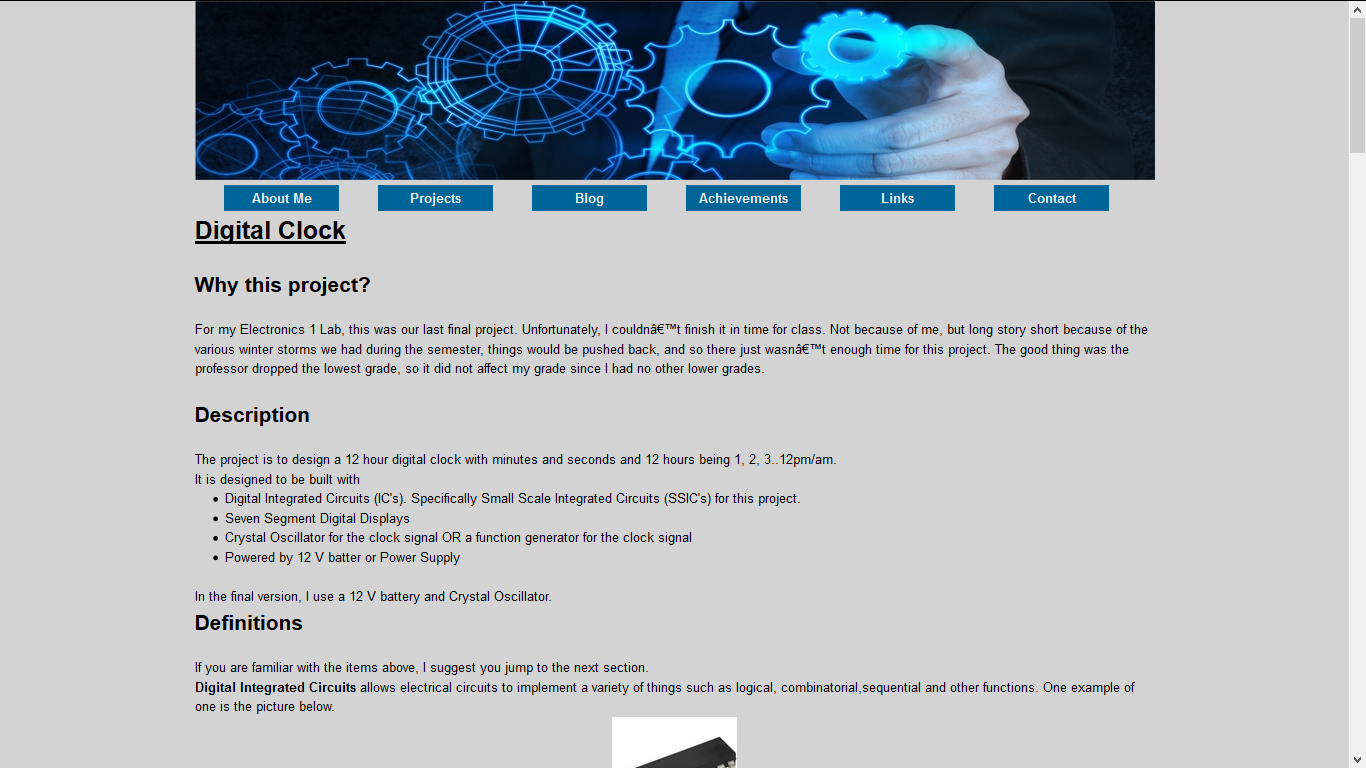 About Me
Projects
Blog
Achievements
Links
Contact
Digital Clock
Why this project?
For my Electronics 1 Lab, this was our last final project. Unfortunately, I couldnâ€™t finish it in time for class. Not because of me, but long story short because of the
various winter storms we had during the semester, things would be pushed back, and so there just wasnâ€™t enough time for this project. The good thing was the
professor dropped the lowest grade, so it did not affect my grade since I had no other lower grades.
Description
The project is to design a 12 hour digital clock with minutes and seconds and 12 hours being 1, 2, 3..12pm/am.
It is designed to be built with
• Digital Integrated Circuits (IC's). Specifically Small Scale Integrated Circuits (SSIC's) for this project.
• Seven Segment Digital Displays
• Crystal Oscillator for the clock signal OR a function generator for the clock signal
• Powered by 12 V batter or Power Supply
In the final version, I use a 12 V battery and Crystal Oscillator.
Definitions
If you are familiar with the items above, I suggest you jump to the next section.
Digital Integrated Circuits allows electrical circuits to implement a variety of things such as logical, combinatorial,sequential and other functions. One example of
one is the picture below.